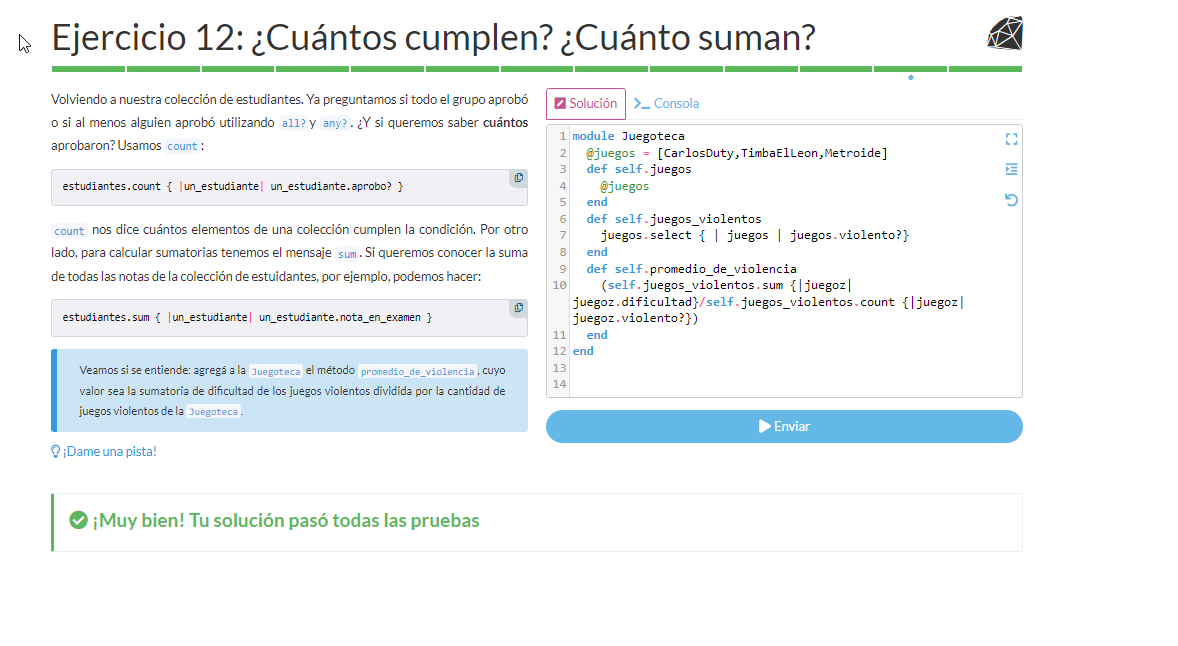 Ejercicio 12: ¿Cuántos cumplen? ¿Cuánto suman?
Volviendo a nuestra colección de estudiantes. Ya preguntamos si todo el grupo aprobó
o si al menos alguien aprobó utilizando all? y any? . ¿Y si queremos saber cuántos
aprobaron? Usamos count :
estudiantes.count { |un_estudiante| un_estudiante.aprobo? }
count nos dice cuántos elementos de una colección cumplen la condición. Por otro
lado, para calcular sumatorias tenemos el mensaje sum . Si queremos conocer la suma
de todas las notas de la colección de estuidantes, por ejemplo, podemos hacer:
estudiantes.sum { |un_estudiante| un_estudiante.nota_en_examen }
Veamos si se entiende: agregá a la Juegoteca el método promedio_de_violencia , cuyo
valor sea la sumatoria de dificultad de los juegos violentos dividida por la cantidad de
juegos violentos de la Juegoteca .
¡Dame una pista!
Solución
Consola
1 module Juegoteca
2 @juegos = [CarlosDuty,TimbaElLeon,Metroide]
3 def self.juegos
4 @juegos
5 end
6 def self.juegos_violentos
7 juegos.select { | juegos | juegos.violento?}
8 end
9 def self.promedio_de_violencia
10 (self.juegos_violentos.sum {|juegoz|
juegoz.dificultad}/self.juegos_violentos.count {|juegoz|
juegoz.violento?})
11 end
12 end
13
14
Enviar
¡Muy bien! Tu solución pasó todas las pruebas